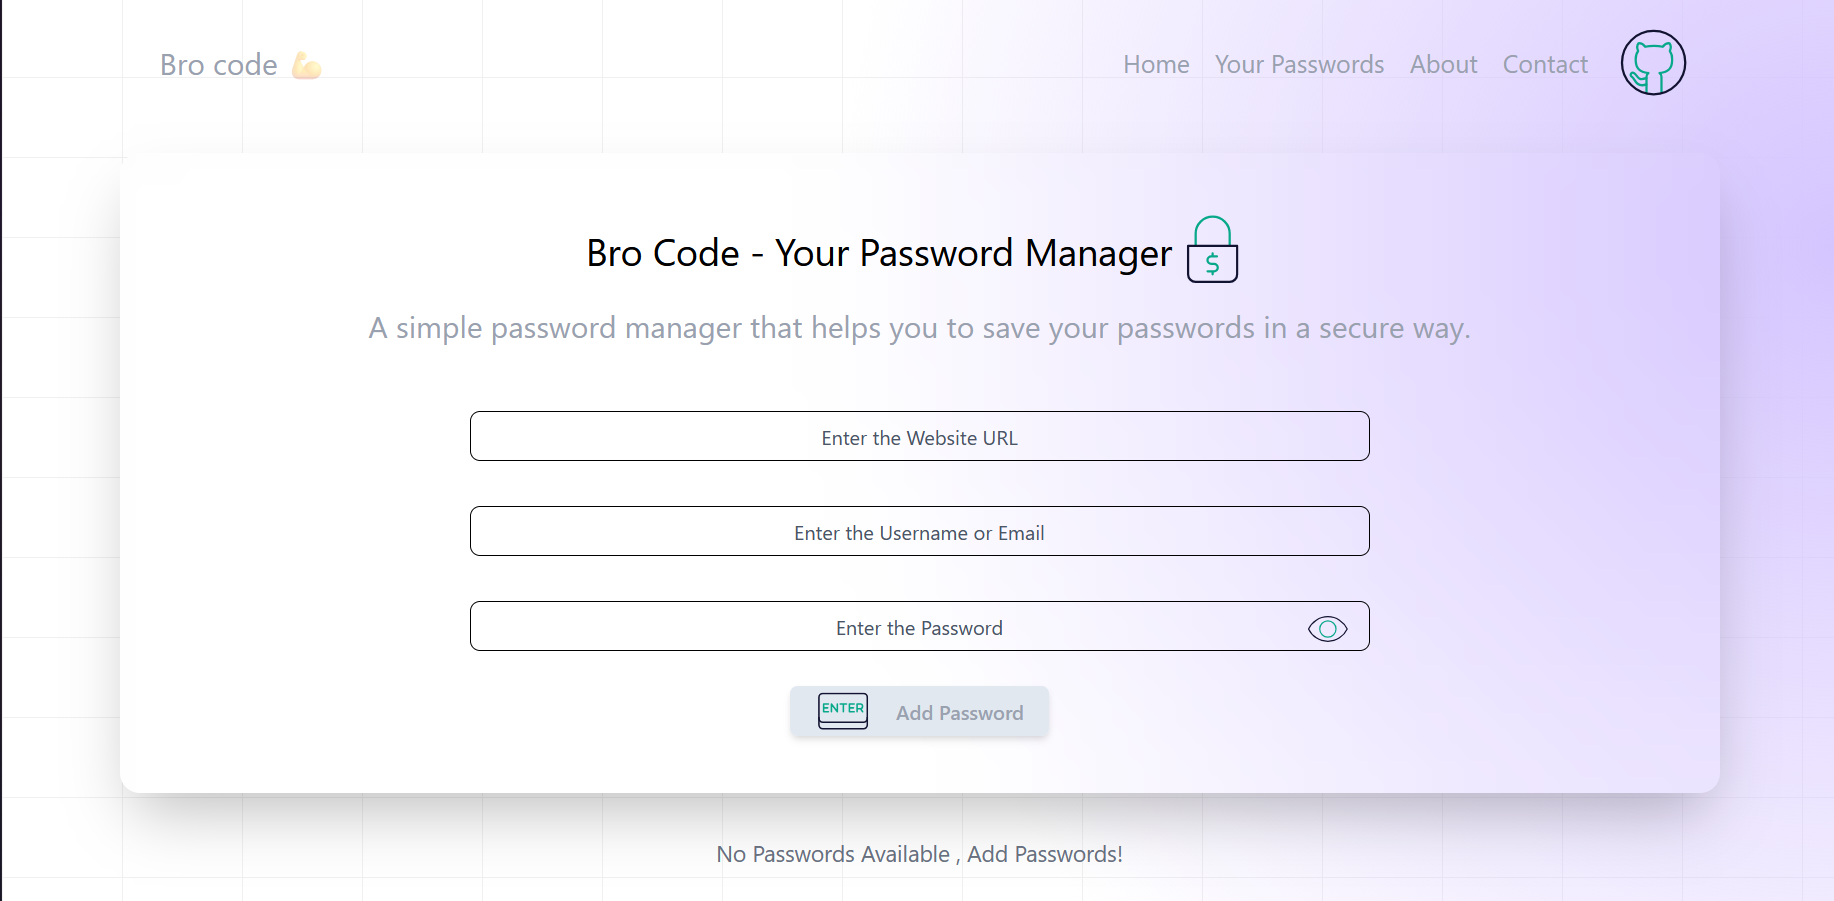 Bro code 💪
Home Your Passwords About Contact
Bro Code - Your Password Manager
$
A simple password manager that helps you to save your passwords in a secure way.
Enter the Website URL
Enter the Username or Email
Enter the Password
ENTER Add Password
No Passwords Available , Add Passwords!